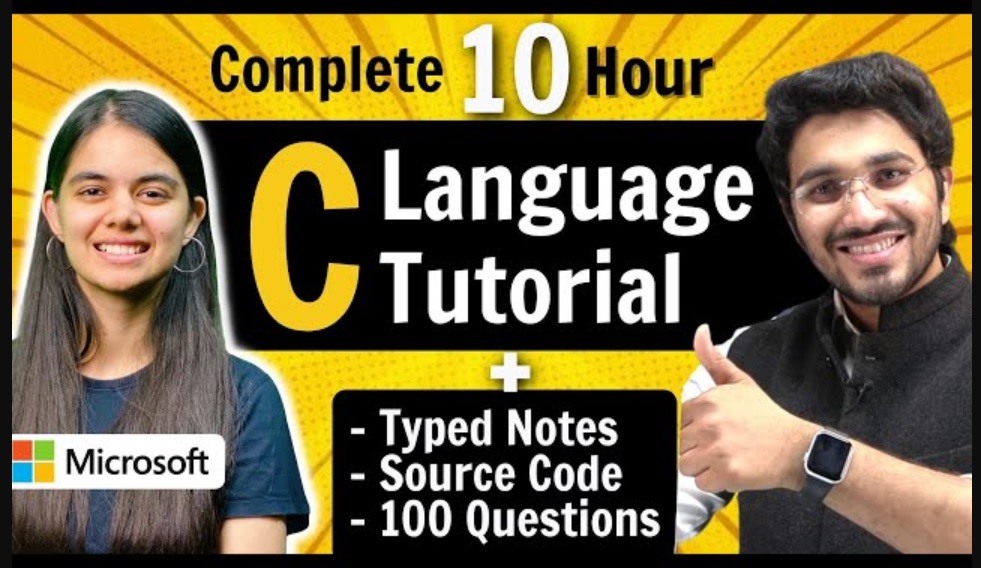 Complete 10 Hour
C Language
Tutorial
+
- Typed Notes
- Source Code
- 100 Questions
Microsoft